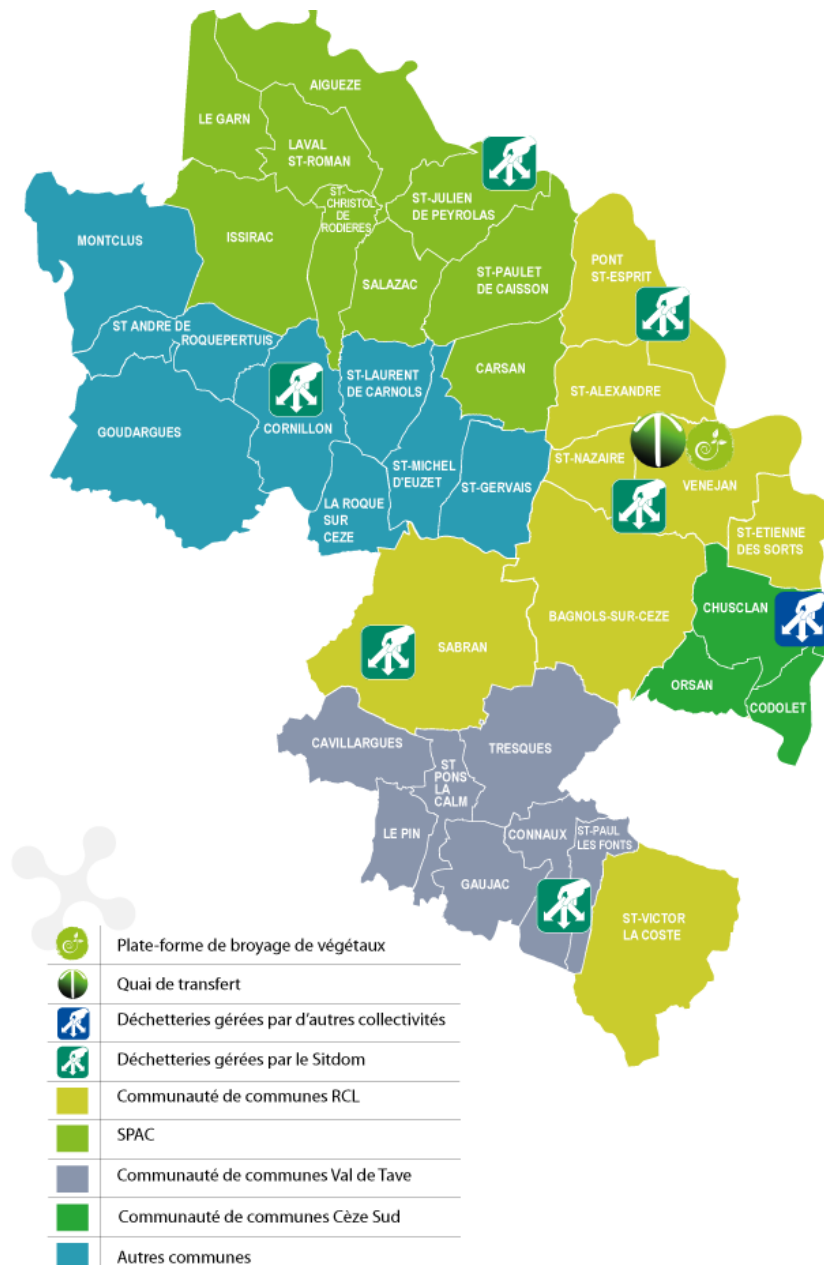 AIGUEZE
LE GARN
LAVAL
ST-ROMAN
ST-
CHRISTOL
DE
RODIERES
ST-JULIEN
DE PEYROLAS
MONTCLUS
ISSIRAC
SALAZAC
ST-PAULET
DE CAISSON
PONT
ST-ESPRIT
ST ANDRE DE
ROQUEPERTUIS
ST-LAURENT
DE CARNOLS
CARSAN
ST-ALEXANDRE
GOUDARGUES
CORNILLON
ST-MICHEL
D'EUZET
ST-GERVAIS
ST-NAZAIRE
VENEJAN
LA ROQUE
SUR
CEZE
ST-ETIENNE
DES SORTS
CHUSCLAN
BAGNOLS-SUR-CEZE
SABRAN
ORSAN
CODOLET
CAVILLARGUES
TRESQUES
ST
PONS
LA
CALM
LE PIN
CONNAUX
ST-PAUL
LES FONTS
GAUJAC
ST-VICTOR
LA COSTE
Plate-forme de broyage de végétaux
Quai de transfert
Déchetteries gérées par d'autres collectivités
Déchetteries gérées par le Sitdom
Communauté de communes RCL
SPAC
Communauté de communes Val de Tave
Communauté de communes Cèze Sud
Autres communes